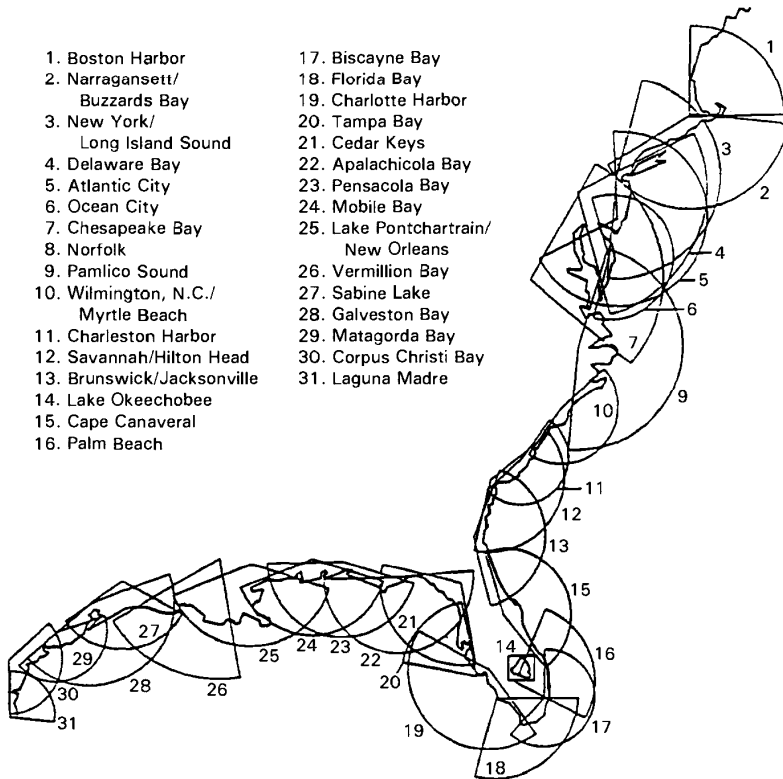 1. Boston Harbor
2. Narragansett/
Buzzards Bay
3. New York/
Long Island Sound
4. Delaware Bay
5. Atlantic City
6. Ocean City
7. Chesapeake Bay
8. Norfolk
9. Pamlico Sound
10. Wilmington, N.C./
Myrtle Beach
11. Charleston Harbor
12. Savannah/Hilton Head
13. Brunswick/Jacksonville
14. Lake Okeechobee
15. Cape Canaveral
16. Palm Beach
17. Biscayne Bay
18. Florida Bay
19. Charlotte Harbor
20. Tampa Bay
21. Cedar Keys
22. Apalachicola Bay
23. Pensacola Bay
24. Mobile Bay
25. Lake Pontchartrain/
New Orleans
26. Vermillion Bay
27. Sabine Lake
28. Galveston Bay
29. Matagorda Bay
30. Corpus Christi Bay
31. Laguna Madre
1
3
2
4
5
6
7
9
10
11
12
13
15
14
16
17
18
19
20
21
22
23
24
25
26
27
28
29
30
31